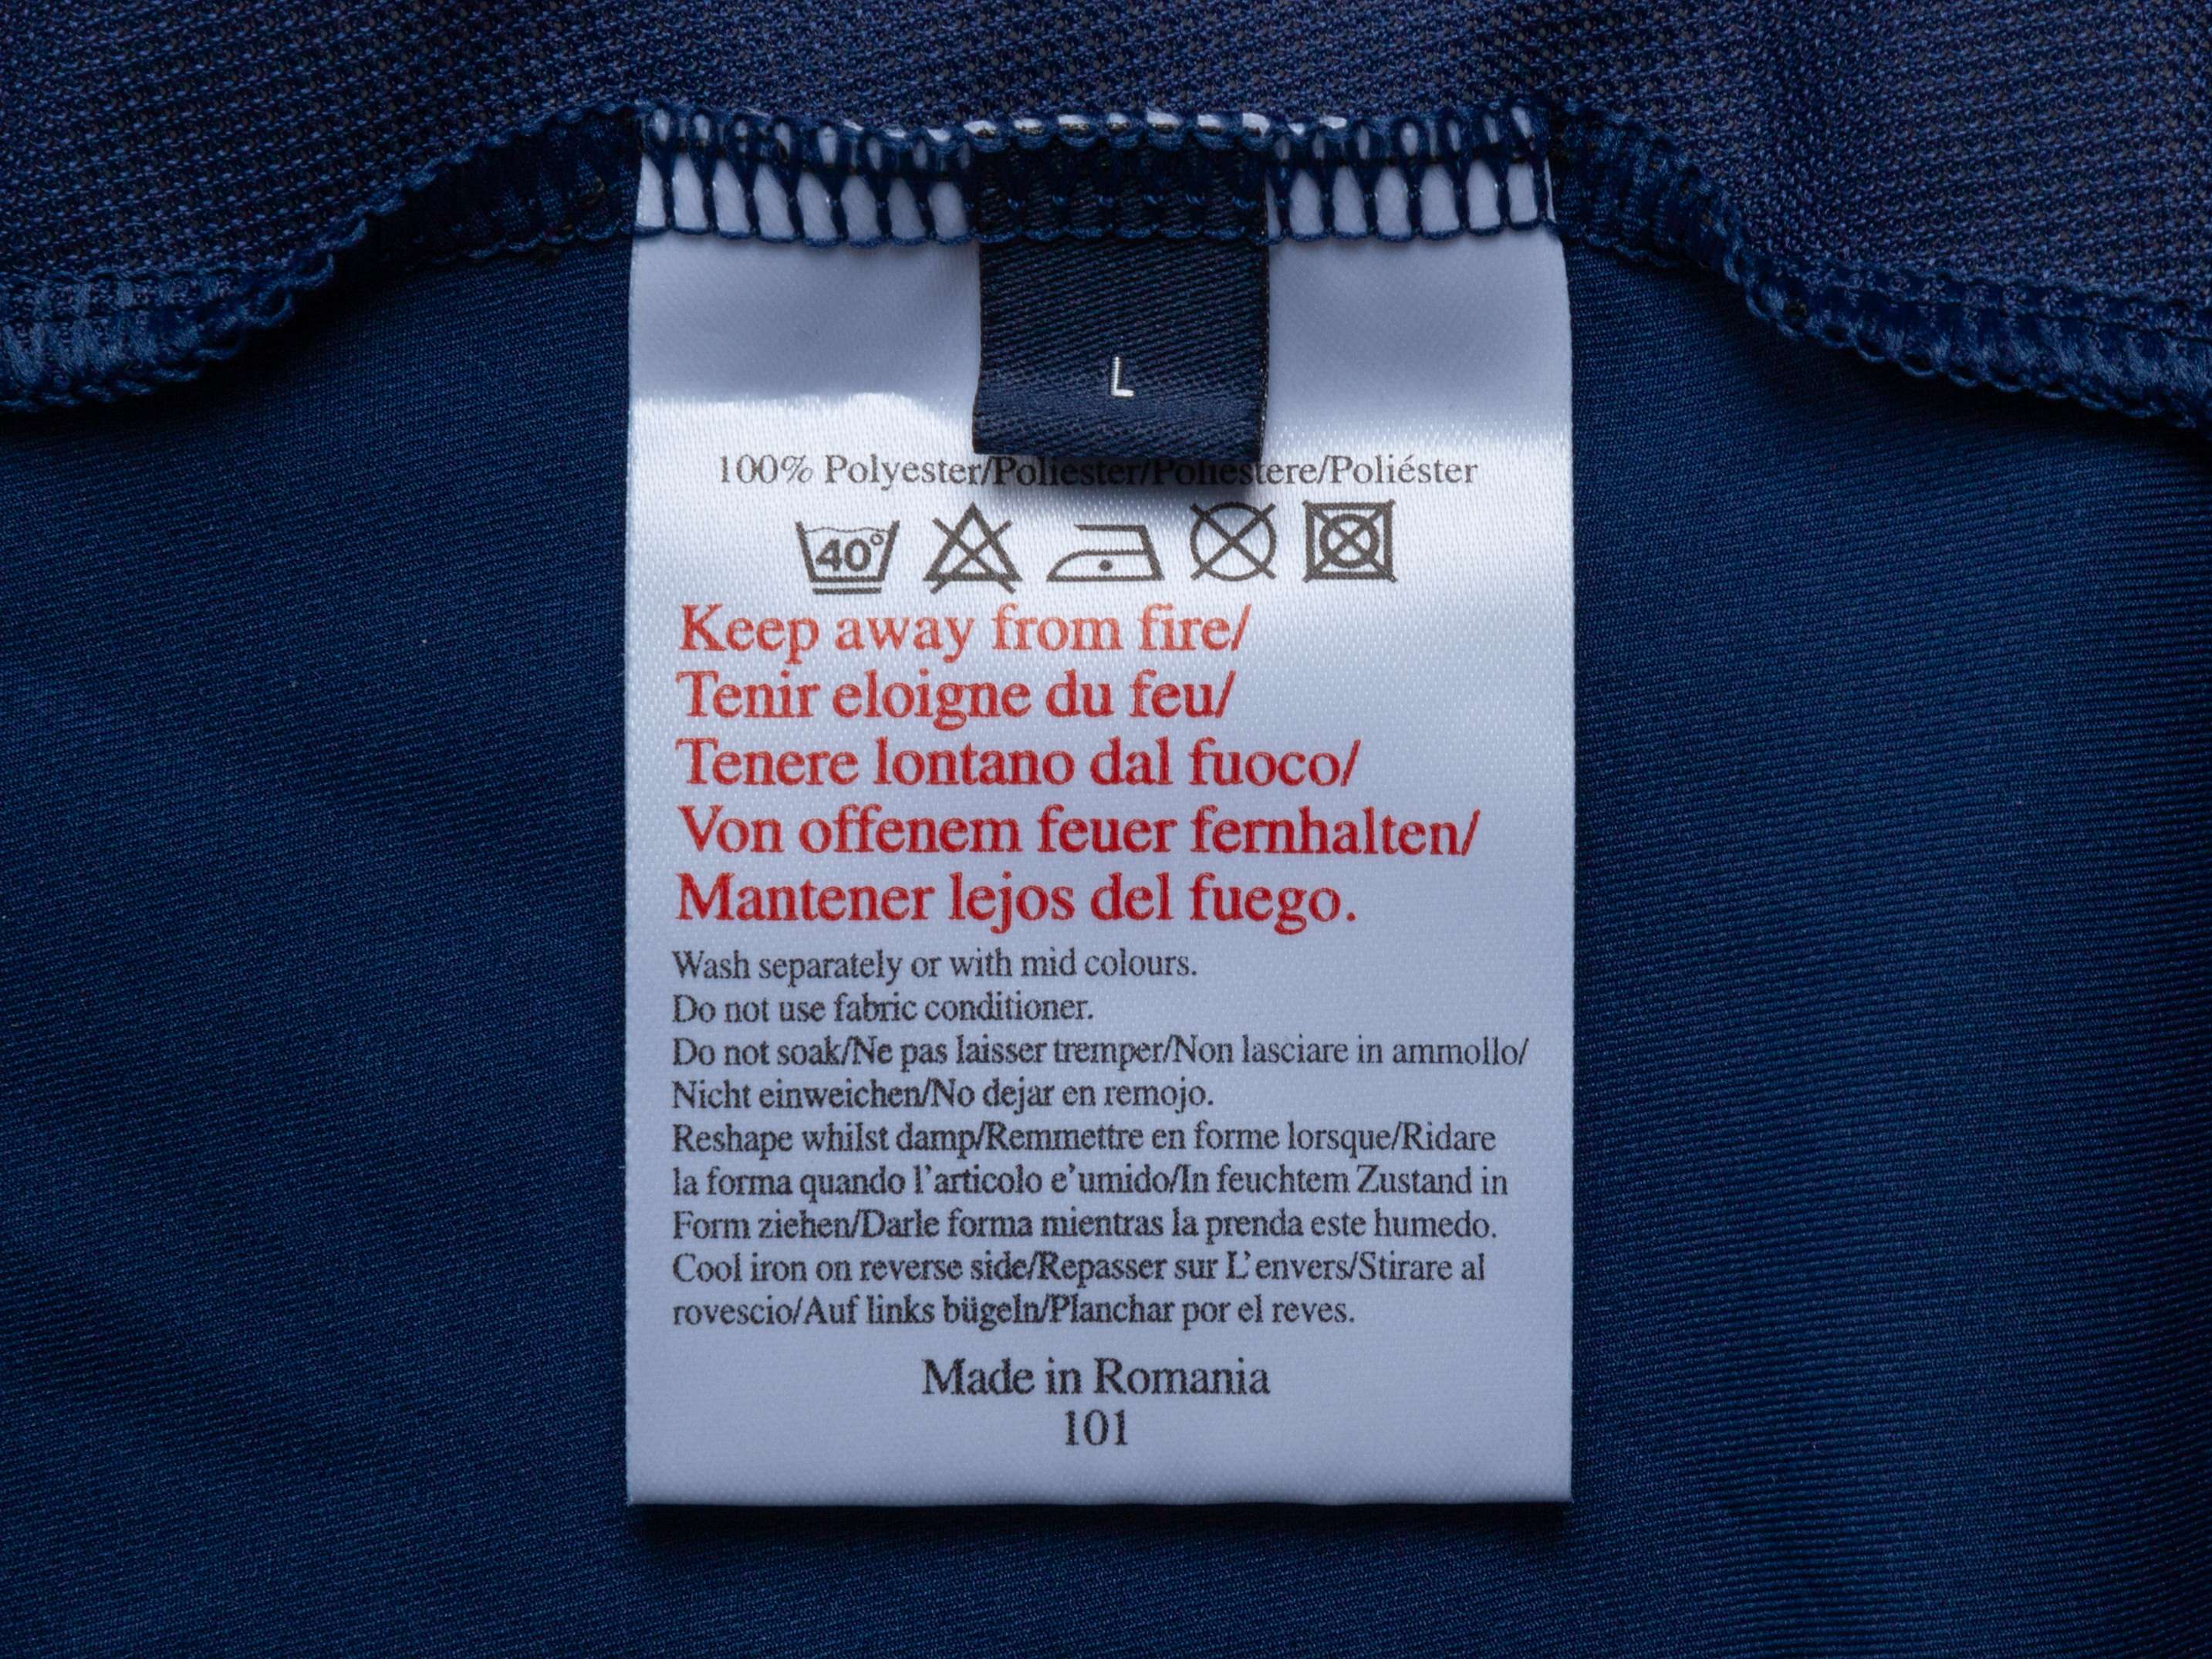 L
100% Polyester/Poliester/Poliestere/Poliéster
40°
Keep away from fire/
Tenir eloigne du feu/
Tenere lontano dal fuoco/
Von offenem feuer fernhalten/
Mantener lejos del fuego.
Wash separately or with mid colours.
Do not use fabric conditioner.
Do not soak/Ne pas laisser tremper/Non lasciare in ammollo/
Nicht einweichen/No dejar en remojo.
Reshape whilst damp/Remmettre en forme lorsque/Ridare
la forma quando l'articolo e'umido/In feuchtem Zustand in
Form ziehen/Darle forma mientras la prenda este humedo.
Cool iron on reverse side/Repasser sur L'envers/Stirare al
rovescio/Auf links bügeln/Planchar por el reves.
Made in Romania
101